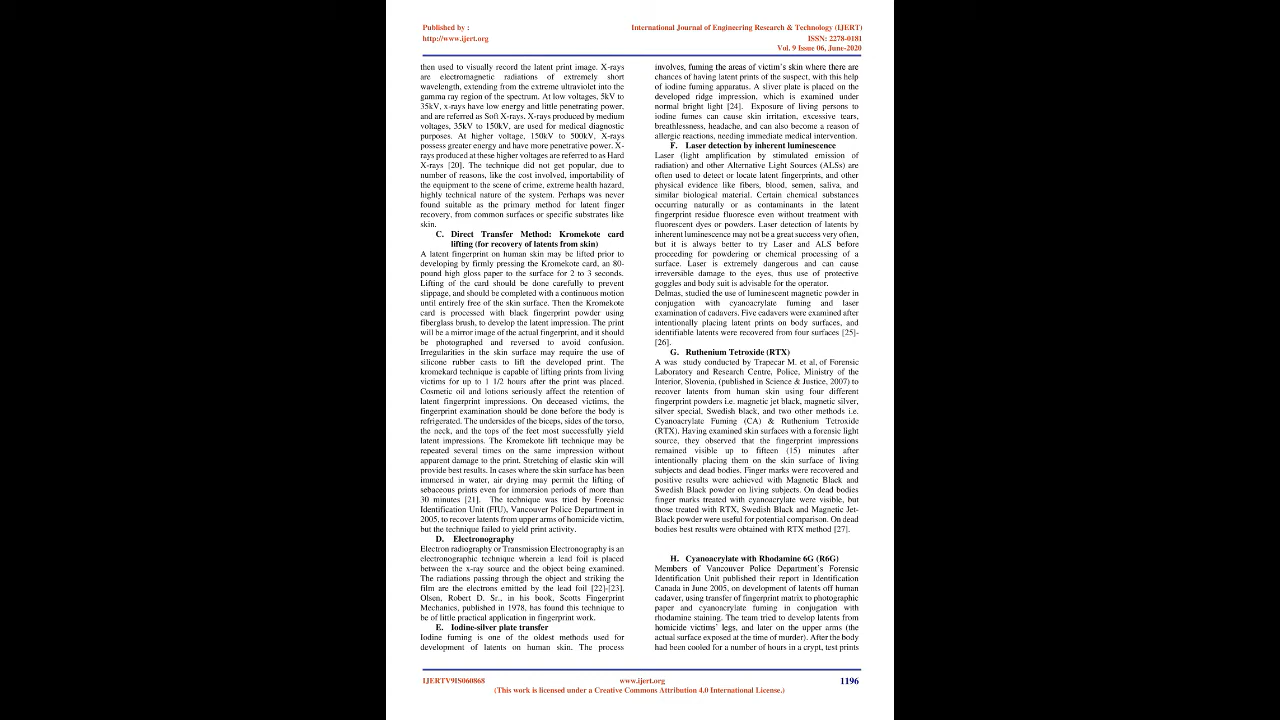 Published by :
http://www.ijert.org
International Journal of Engineering Research & Technology (IJERT)
ISSN: 2278-0181
Vol. 9 Issue 06, June-2020
then used to visually record the latent print image. X-rays
are electromagnetic radiations of extremely short
wavelength, extending from the extreme ultraviolet into the
gamma ray region of the spectrum. At low voltages, 5kV to
35kV, x-rays have low energy and little penetrating power,
and are referred as Soft X-rays. X-rays produced by medium
voltages, 35kV to 150kV, are used for medical diagnostic
purposes. At higher voltage, 150kV to 500kV, X-rays
possess greater energy and have more penetrative power. X-
rays produced at these higher voltages are referred to as Hard
X-rays [20]. The technique did not get popular, due to
number of reasons, like the cost involved, importability of
the equipment to the scene of crime, extreme health hazard,
highly technical nature of the system. Perhaps was never
found suitable as the primary method for latent finger
recovery, from common surfaces or specific substrates like
skin.
C. Direct Transfer Method: Kromekote card
lifting (for recovery of latents from skin)
A latent fingerprint on human skin may be lifted prior to
developing by firmly pressing the Kromekote card, an 80-
pound high gloss paper to the surface for 2 to 3 seconds.
Lifting of the card should be done carefully to prevent
slippage, and should be completed with a continuous motion
until entirely free of the skin surface. Then the Kromekote
card is processed with black fingerprint powder using
fiberglass brush, to develop the latent impression. The print
will be a mirror image of the actual fingerprint, and it should
be photographed and reversed to avoid confusion.
Irregularities in the skin surface may require the use of
silicone rubber casts to lift the developed print. The
kromekard technique is capable of lifting prints from living
victims for up to 1 1/2 hours after the print was placed.
Cosmetic oil and lotions seriously affect the retention of
latent fingerprint impressions. On deceased victims, the
fingerprint examination should be done before the body is
refrigerated. The undersides of the biceps, sides of the torso,
the neck, and the tops of the feet most successfully yield
latent impressions. The Kromekote lift technique may be
repeated several times on the same impression without
apparent damage to the print. Stretching of elastic skin will
provide best results. In cases where the skin surface has been
immersed in water, air drying may permit the lifting of
sebaceous prints even for immersion periods of more than
30 minutes [21]. The technique was tried by Forensic
Identification Unit (FIU), Vancouver Police Department in
2005, to recover latents from upper arms of homicide victim,
but the technique failed to yield print activity.
D. Electronography
Electron radiography or Transmission Electronography is an
electronographic technique wherein a lead foil is placed
between the x-ray source and the object being examined.
The radiations passing through the object and striking the
film are the electrons emitted by the lead foil [22]-[23].
Olsen, Robert D. Sr., in his book, Scotts Fingerprint
Mechanics, published in 1978, has found this technique to
be of little practical application in fingerprint work.
E. Iodine-silver plate transfer
Iodine fuming is one of the oldest methods used for
development of latents on human skin. The process
involves, fuming the areas of victim's skin where there are
chances of having latent prints of the suspect, with this help
of iodine fuming apparatus. A sliver plate is placed on the
developed ridge impression, which is examined under
normal bright light [24]. Exposure of living persons to
iodine fumes can cause skin irritation, excessive tears,
breathlessness, headache, and can also become a reason of
allergic reactions, needing immediate medical intervention.
F. Laser detection by inherent luminescence
Laser (light amplification by stimulated emission of
radiation) and other Alternative Light Sources (ALSs) are
often used to detect or locate latent fingerprints, and other
physical evidence like fibers, blood, semen, saliva, and
similar biological material. Certain chemical substances
occurring naturally or as contaminants in the latent
fingerprint residue fluoresce even without treatment with
fluorescent dyes or powders. Laser detection of latents by
inherent luminescence may not be a great success very often,
but it is always better to try Laser and ALS before
proceeding for powdering or chemical processing of a
surface. Laser is extremely dangerous and can cause
irreversible damage to the eyes, thus use of protective
goggles and body suit is advisable for the operator.
Delmas, studied the use of luminescent magnetic powder in
conjugation with cyanoacrylate fuming and laser
examination of cadavers. Five cadavers were examined after
intentionally placing latent prints on body surfaces, and
identifiable latents were recovered from four surfaces [25]-
[26].
G. Ruthenium Tetroxide (RTX)
A was study conducted by Trapecar M. et al, of Forensic
Laboratory and Research Centre, Police, Ministry of the
Interior, Slovenia, (published in Science & Justice, 2007) to
recover latents from human skin using four different
fingerprint powders i.e. magnetic jet black, magnetic silver,
silver special, Swedish black, and two other methods i.e.
Cyanoacrylate Fuming (CA) & Ruthenium Tetroxide
(RTX). Having examined skin surfaces with a forensic light
source, they observed that the fingerprint impressions
remained visible up to fifteen (15) minutes after
intentionally placing them on the skin surface of living
subjects and dead bodies. Finger marks were recovered and
positive results were achieved with Magnetic Black and
Swedish Black powder on living subjects. On dead bodies
finger marks treated with cyanoacrylate were visible, but
those treated with RTX, Swedish Black and Magnetic Jet-
Black powder were useful for potential comparison. On dead
bodies best results were obtained with RTX method [27].
H. Cyanoacrylate with Rhodamine 6G (R6G)
Members of Vancouver Police Department's Forensic
Identification Unit published their report in Identification
Canada in June 2005, on development of latents off human
cadaver, using transfer of fingerprint matrix to photographic
paper and cyanoacrylate fuming in conjugation with
rhodamine staining. The team tried to develop latents from
homicide victims' legs, and later on the upper arms (the
actual surface exposed at the time of murder). After the body
had been cooled for a number of hours in a crypt, test prints
IJERTV9IS060868
www.ijert.org
1196
(This work is licensed under a Creative Commons Attribution 4.0 International License.)